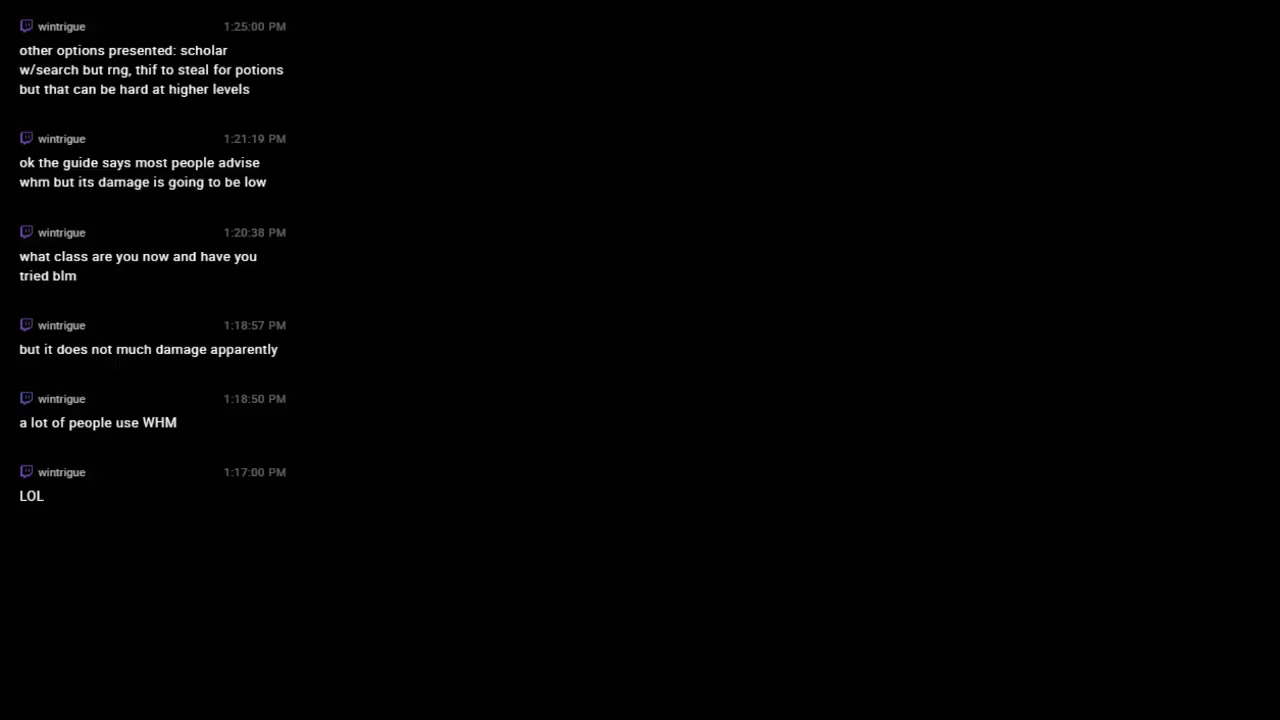 wintrigue 1:25:00 PM
other options presented: scholar
w/search but rng, thif to steal for potions
but that can be hard at higher levels
wintrigue 1:21:19 PM
ok the guide says most people advise
whm but its damage is going to be low
wintrigue 1:20:38 PM
what class are you now and have you
tried blm
wintrigue 1:18:57 PM
but it does not much damage apparently
wintrigue 1:18:50 PM
a lot of people use WHM
wintrigue 1:17:00 PM
LOL